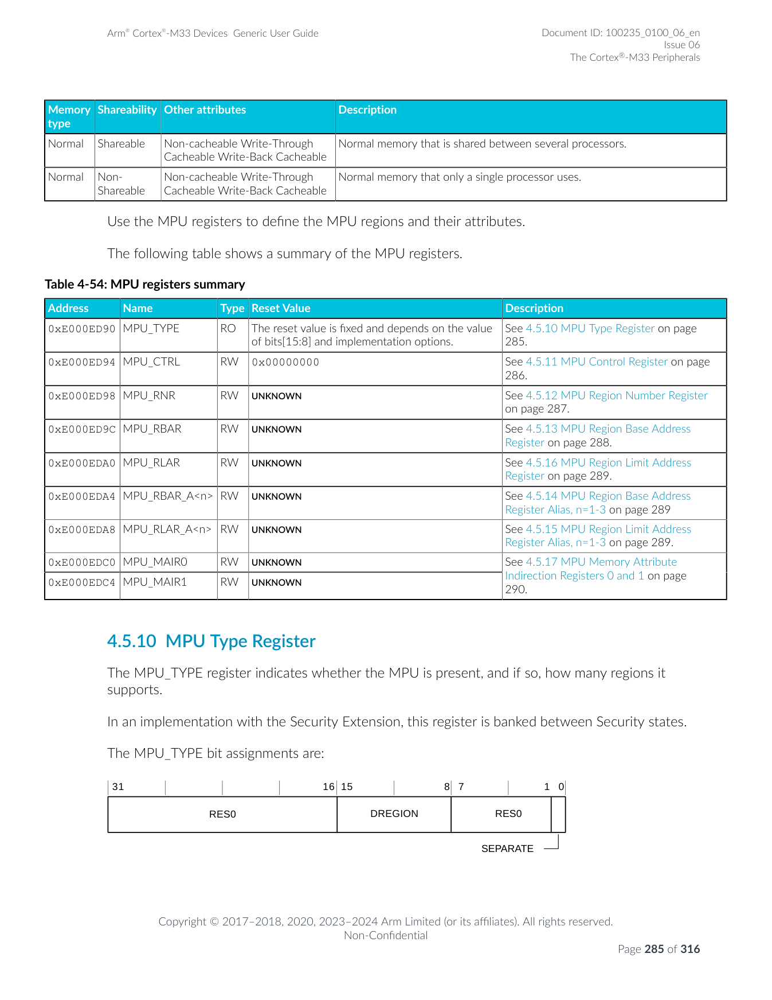 Arm® Cortex®-M33 Devices Generic User Guide
Document ID: 100235_0100_06_en
Issue 06
The Cortex®-M33 Peripherals
Memory type Shareability Other attributes Description
Normal Shareable Non-cacheable Write-Through Normal memory that is shared between several processors.
Cacheable Write-Back Cacheable
Normal Non- Non-cacheable Write-Through Normal memory that only a single processor uses.
Shareable Cacheable Write-Back Cacheable
Use the MPU registers to define the MPU regions and their attributes.
The following table shows a summary of the MPU registers.
Table 4-54: MPU registers summary
Address Name Type Reset Value Description
0xE000ED90 MPU_TYPE RO The reset value is fixed and depends on the value See 4.5.10 MPU Type Register on page
of bits[15:8] and implementation options. 285.
0xE000ED94 MPU_CTRL RW 0x00000000 See 4.5.11 MPU Control Register on page
286.
0xE000ED98 MPU_RNR RW UNKNOWN See 4.5.12 MPU Region Number Register
on page 287.
0xE000ED9C MPU_RBAR RW UNKNOWN See 4.5.13 MPU Region Base Address
Register on page 288.
0xE000EDA0 MPU_RLAR RW UNKNOWN See 4.5.16 MPU Region Limit Address
Register on page 289.
0xE000EDA4 MPU_RBAR_A<n> RW UNKNOWN See 4.5.14 MPU Region Base Address
Register Alias, n=1-3 on page 289
0xE000EDA8 MPU_RLAR_A<n> RW UNKNOWN See 4.5.15 MPU Region Limit Address
Register Alias, n=1-3 on page 289.
0xE000EDC0 MPU_MAIR0 RW UNKNOWN See 4.5.17 MPU Memory Attribute
Indirection Registers 0 and 1 on page
0xE000EDC4 MPU_MAIR1 RW UNKNOWN 290.
4.5.10 MPU Type Register
The MPU_TYPE register indicates whether the MPU is present, and if so, how many regions it
supports.
In an implementation with the Security Extension, this register is banked between Security states.
The MPU_TYPE bit assignments are:
31 16 15 8 7 1 0
RES0 DREGION RES0
SEPARATE
Copyright © 2017–2018, 2020, 2023–2024 Arm Limited (or its affiliates). All rights reserved.
Non-Confidential
Page 285 of 316